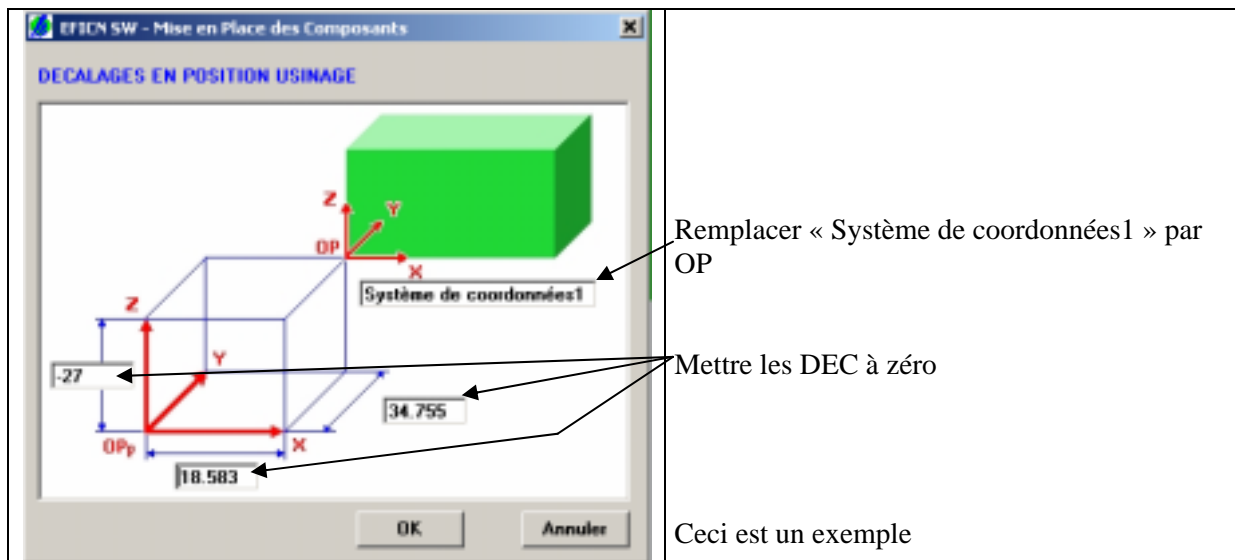 EFICN SW - Mise en Place des Composants
DECALAGES EN POSITION USINAGE
Z
Y
OP
X
Système de coordonnées1
Z
Y
-27
34.755
OPp
X
18.583
OK
Annuler
Remplacer « Système de coordonnées1 » par
OP
Mettre les DEC à zéro
Ceci est un exemple